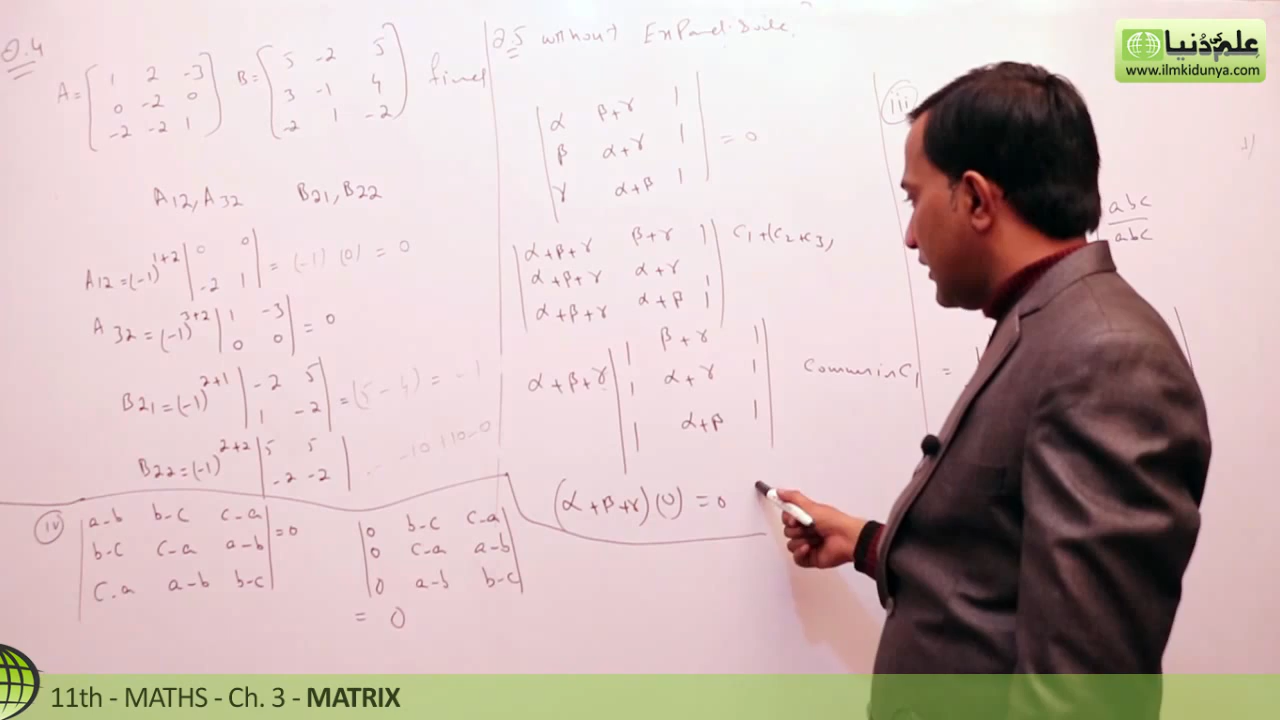 Q.4
A = [ 1 2 -3
0 -2 0
-2 -2 1 ]
B = [ 5 -2 5
3 -1 4
-2 1 -2 ]
find
A12, A32 B21, B22
A12 = (-1)^1+2 | 0 0
-2 1 | = (-1) (0) = 0
A32 = (-1)^3+2 | 1 -3
0 0 | = 0
B21 = (-1)^2+1 | -2 5
1 -2 | = (5-4) = -1
B22 = (-1)^2+2 | 5 5
-2 -2 |
iv
| a-b b-c c-a
b-c c-a a-b
c-a a-b b-c | = 0
| 0 b-c c-a
0 c-a a-b
0 a-b b-c |
= 0
Q.5 without
| α β+γ 1
β α+γ 1
γ α+β 1 | = 0
| α+β+γ β+γ 1
α+β+γ α+γ 1
α+β+γ α+β 1 | C1+(C2+C3)
α+β+γ | 1 β+γ 1
1 α+γ 1
1 α+β 1 | C1
(α+β+γ)(0) = 0
iii
abc
abc
=
علم کی دُنیا
www.ilmkidunya.com
11th - MATHS - Ch. 3 - MATRIX